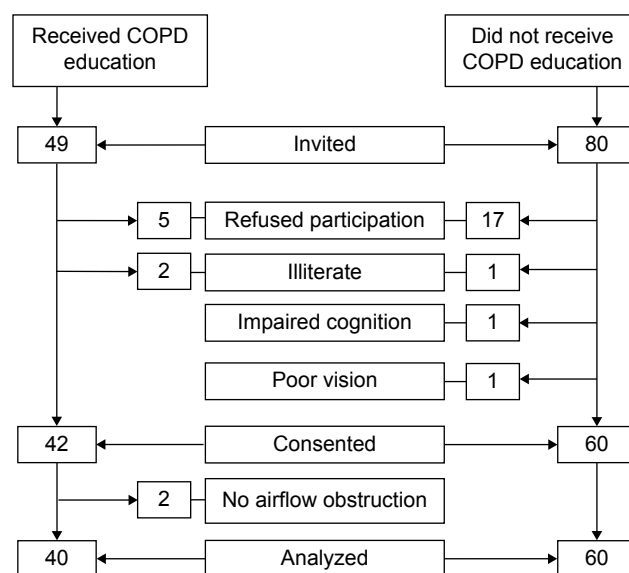 Received COPD
education
Did not receive
COPD education
49
Invited
80
5
Refused participation
17
2
Illiterate
1
Impaired cognition
1
Poor vision
1
42
Consented
60
2
No airflow obstruction
40
Analyzed
60